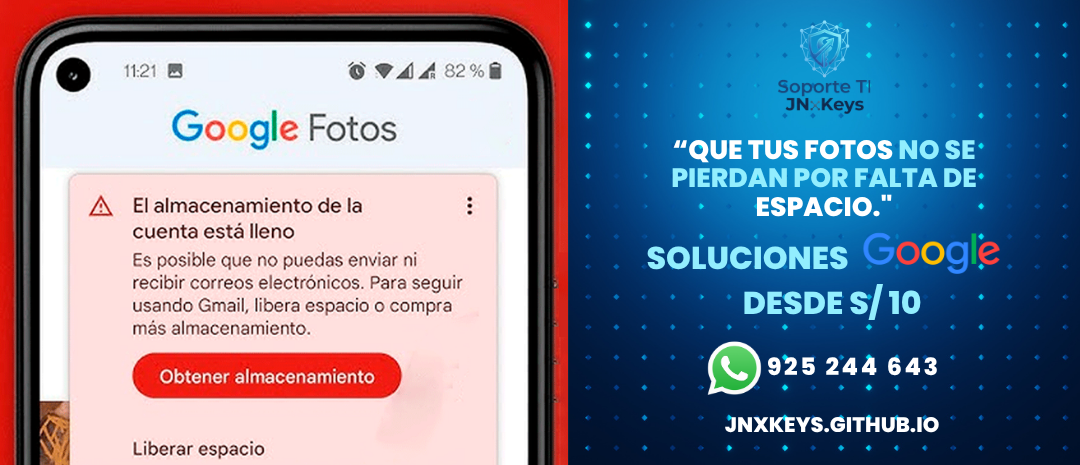 11:21
82 %
Google Fotos
El almacenamiento de la
cuenta está lleno
Es posible que no puedas enviar ni
recibir correos electrónicos. Para seguir
usando Gmail, libera espacio o compra
más almacenamiento.
Obtener almacenamiento
Liberar espacio
Soporte TI
JNxKeys
“QUE TUS FOTOS NO SE
PIERDAN POR FALTA DE
ESPACIO."
SOLUCIONES Google
DESDE S/ 10
925 244 643
JNXKEYS.GITHUB.IO